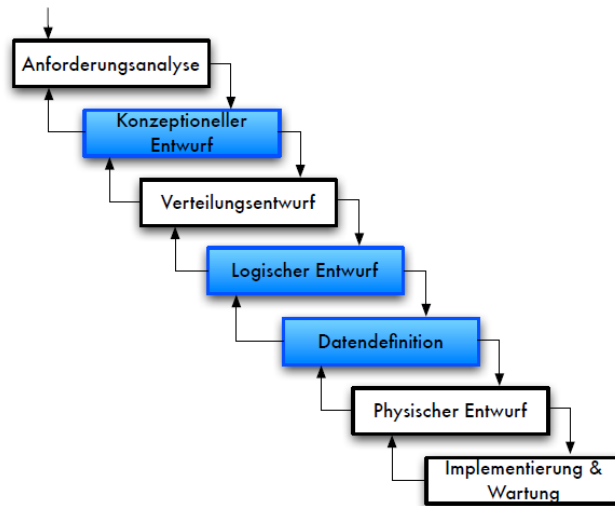 Anforderungsanalyse
Konzeptioneller
Entwurf
Verteilungsentwurf
Logischer Entwurf
Datendefinition
Physischer Entwurf
Implementierung &
Wartung